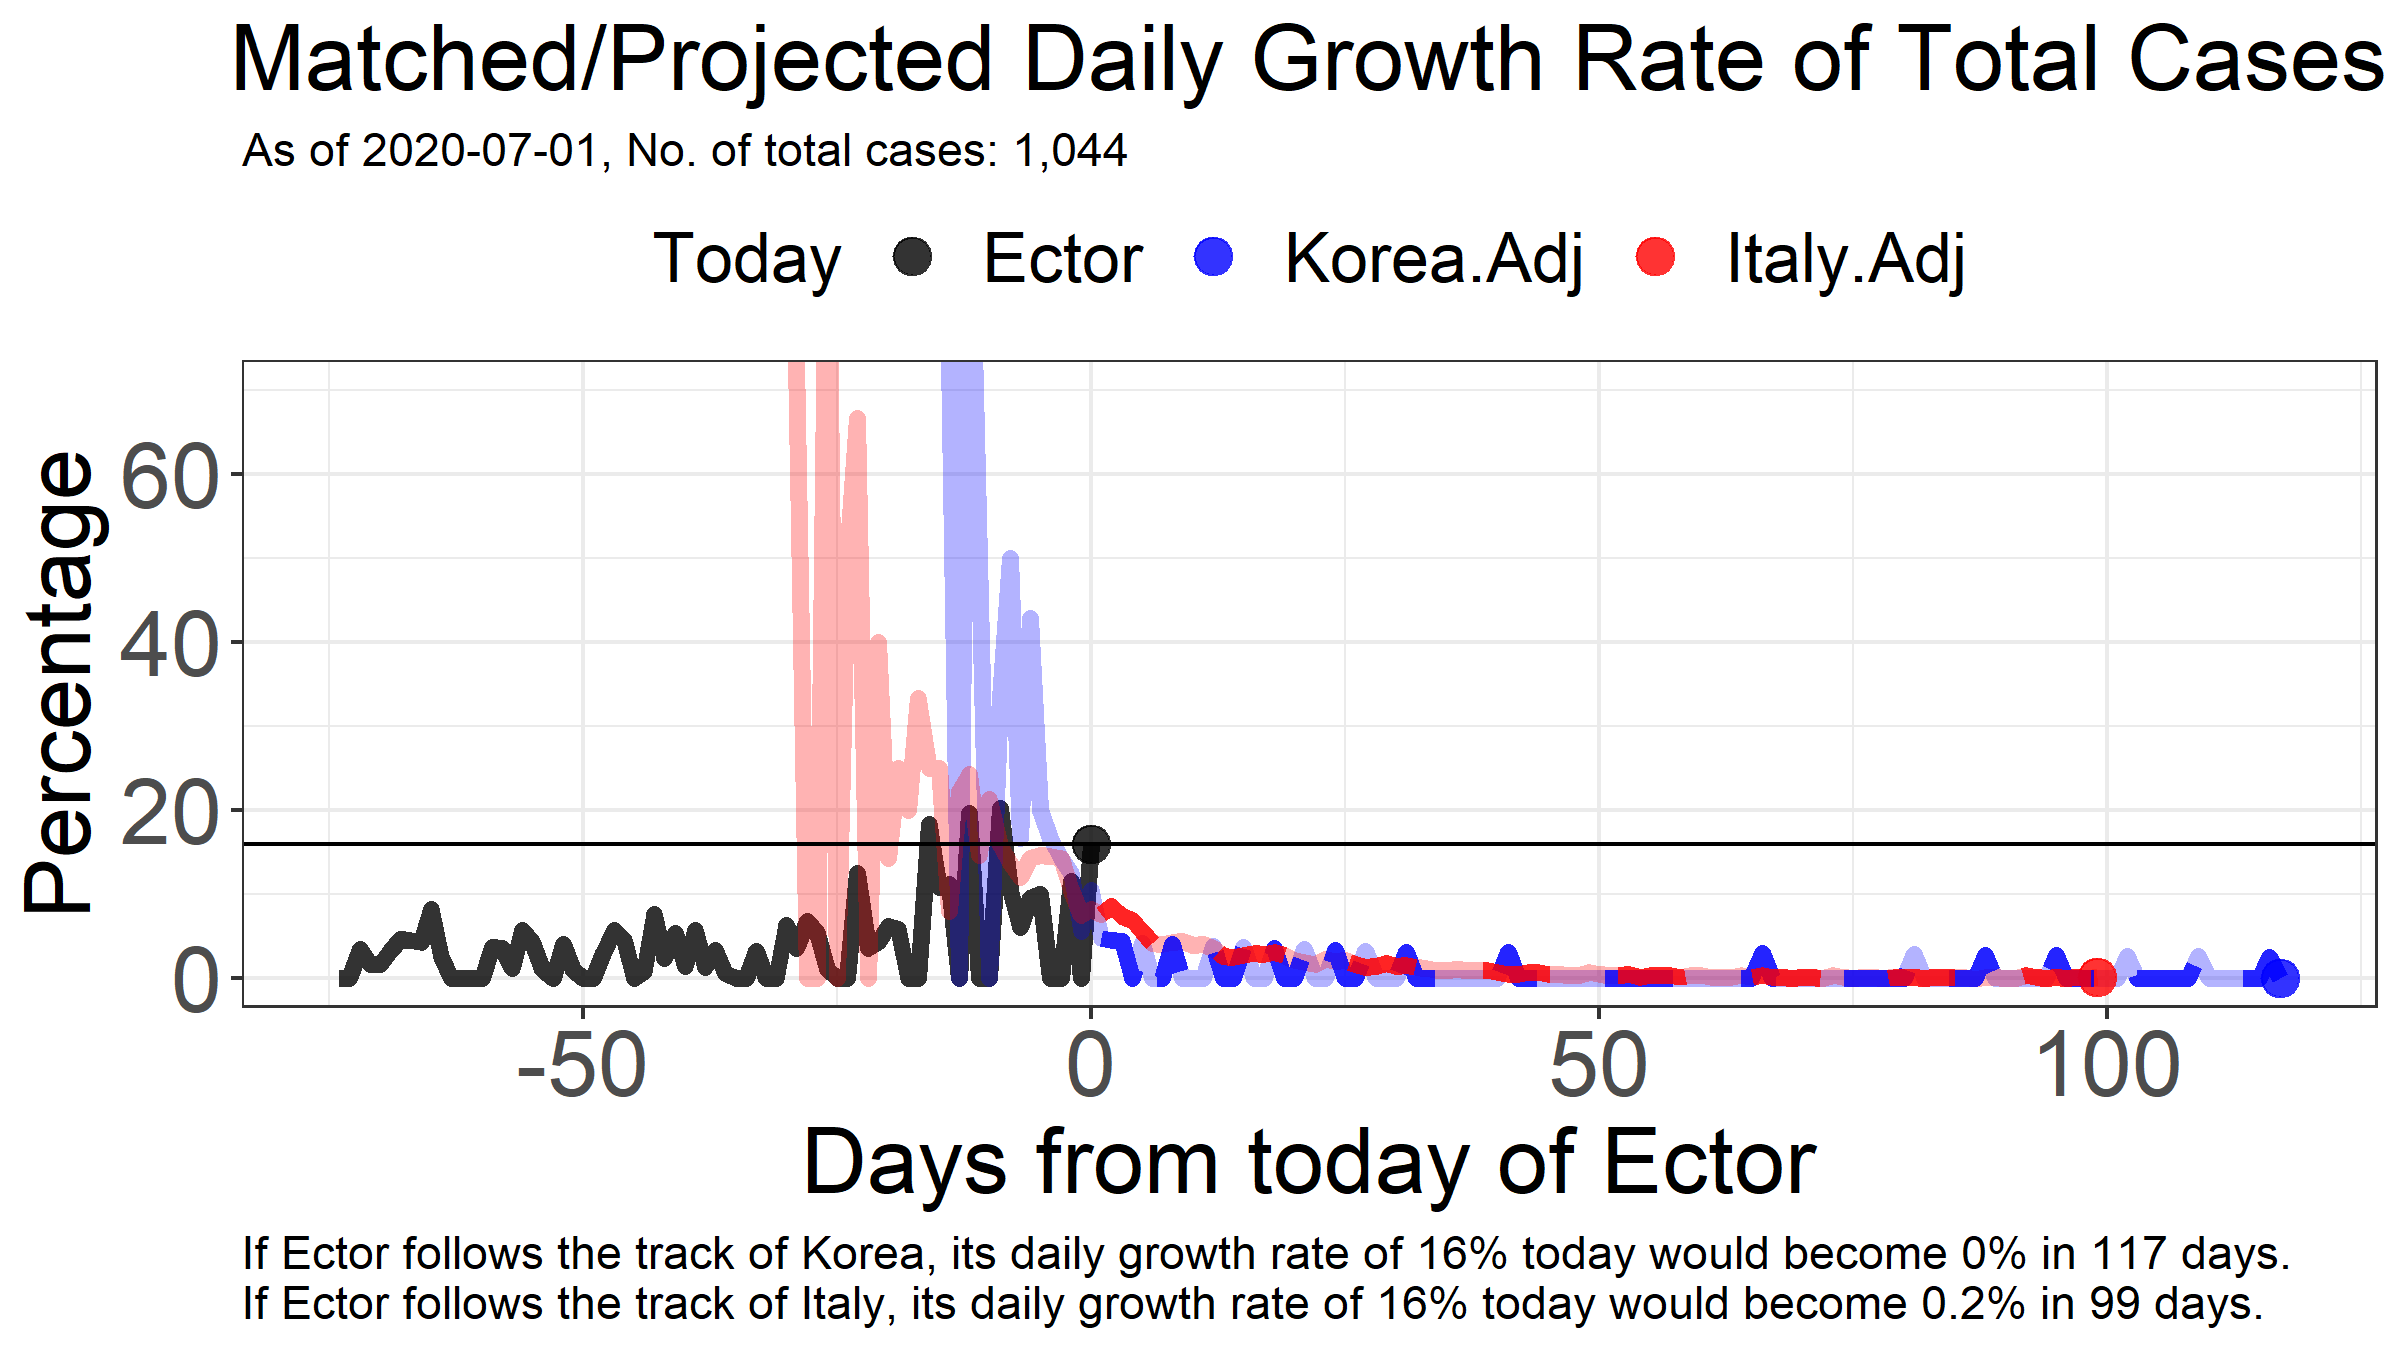 Matched/Projected Daily Growth Rate of Total Cases
As of 2020-07-01, No. of total cases: 1,044
Today Ector Korea.Adj Italy.Adj
Percentage
60
40
20
0
-50 0 50 100
Days from today of Ector
If Ector follows the track of Korea, its daily growth rate of 16% today would become 0% in 117 days.
If Ector follows the track of Italy, its daily growth rate of 16% today would become 0.2% in 99 days.